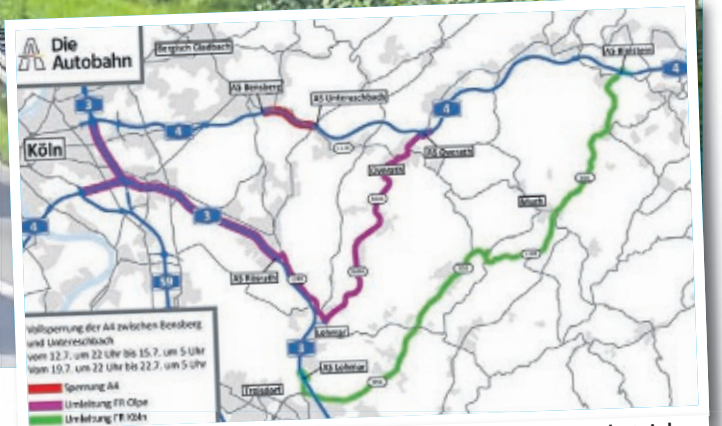 Die
Autobahn
Bergisch Gladbach
AS Bielstein
4
3
AS Bensberg
AS Untereschbach
4
4
Köln
AS Overath
Overath
Much
3
4
AS Rösrath
59
Lohmar
3
AS Lohmar
Troisdorf
Vollsperrung der A4 zwischen Bensberg
und Untereschbach
vom 12.7. um 22 Uhr bis 15.7. um 5 Uhr
Vom 19.7. um 22 Uhr bis 22.7. um 5 Uhr
Sperrung A4
Umleitung FR Olpe
Umleitung FR Köln